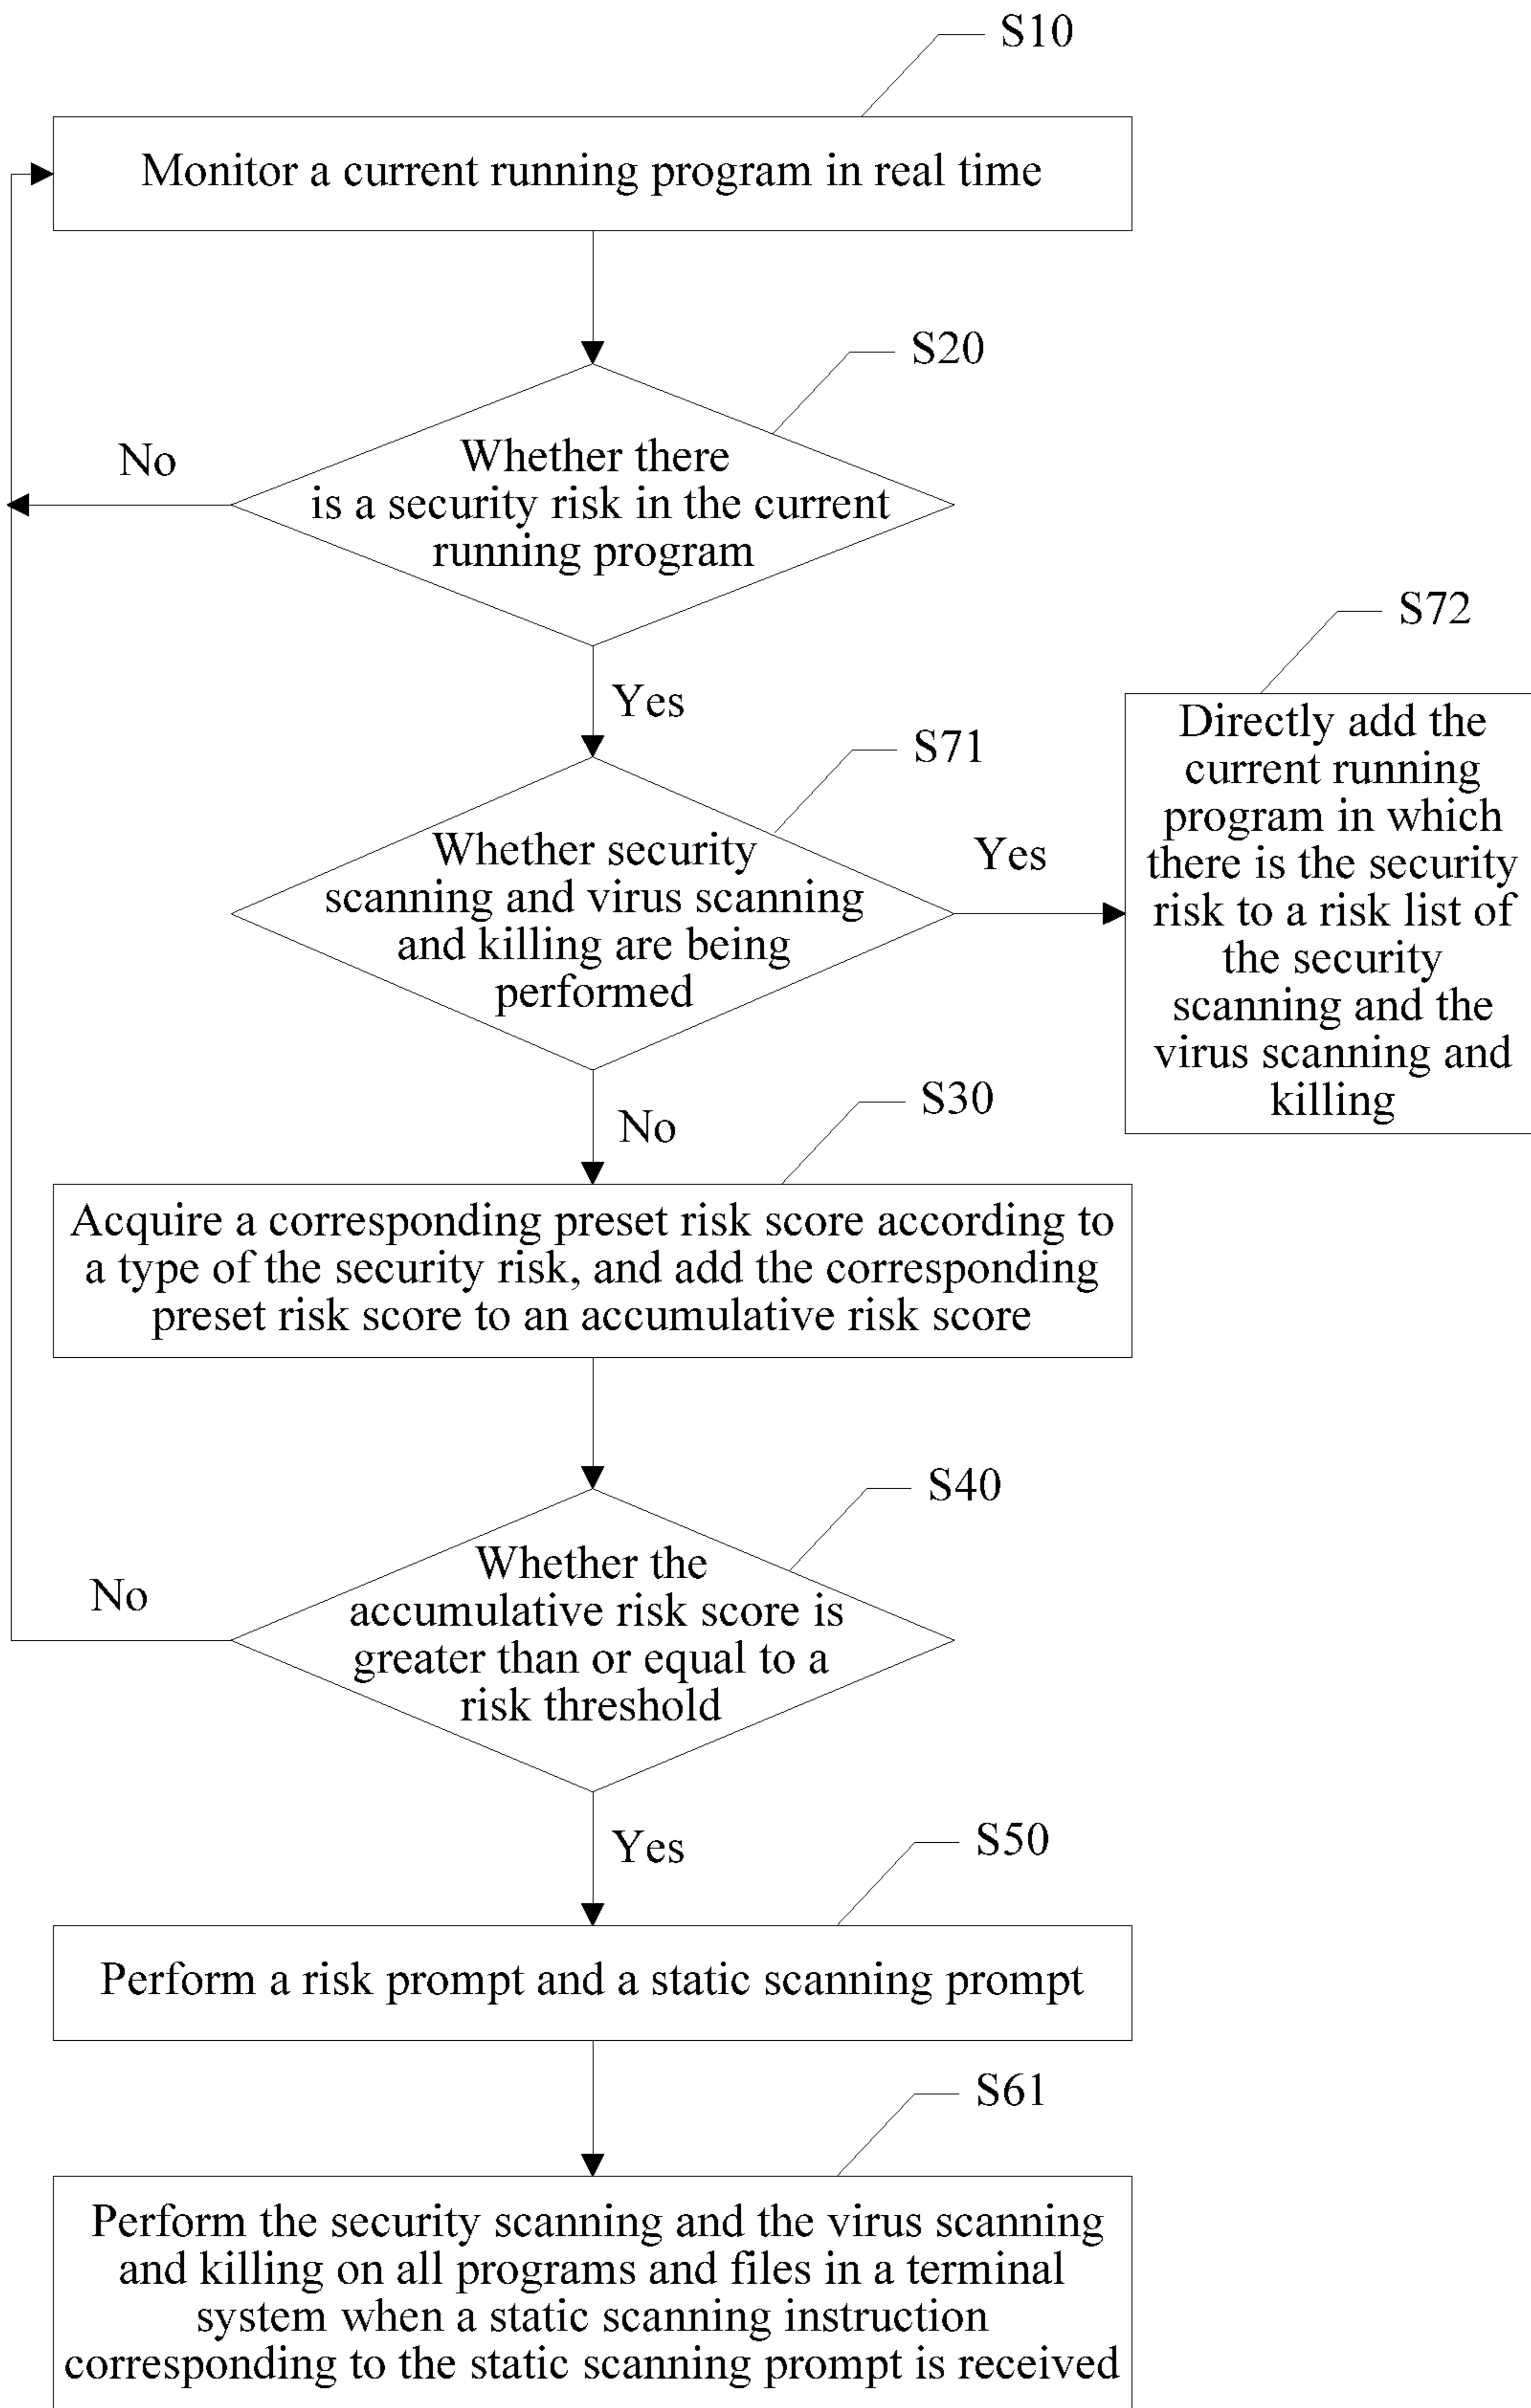 S10
Monitor a current running program in real time
S20
No
Whether there
is a security risk in the current
running program
Yes
S71
Whether security
scanning and virus scanning
and killing are being
performed
Yes
S72
Directly add the
current running
program in which
there is the security
risk to a risk list of
the security
scanning and the
virus scanning and
killing
No
S30
Acquire a corresponding preset risk score according to
a type of the security risk, and add the corresponding
preset risk score to an accumulative risk score
S40
No
Whether the
accumulative risk score is
greater than or equal to a
risk threshold
Yes
S50
Perform a risk prompt and a static scanning prompt
S61
Perform the security scanning and the virus scanning
and killing on all programs and files in a terminal
system when a static scanning instruction
corresponding to the static scanning prompt is received